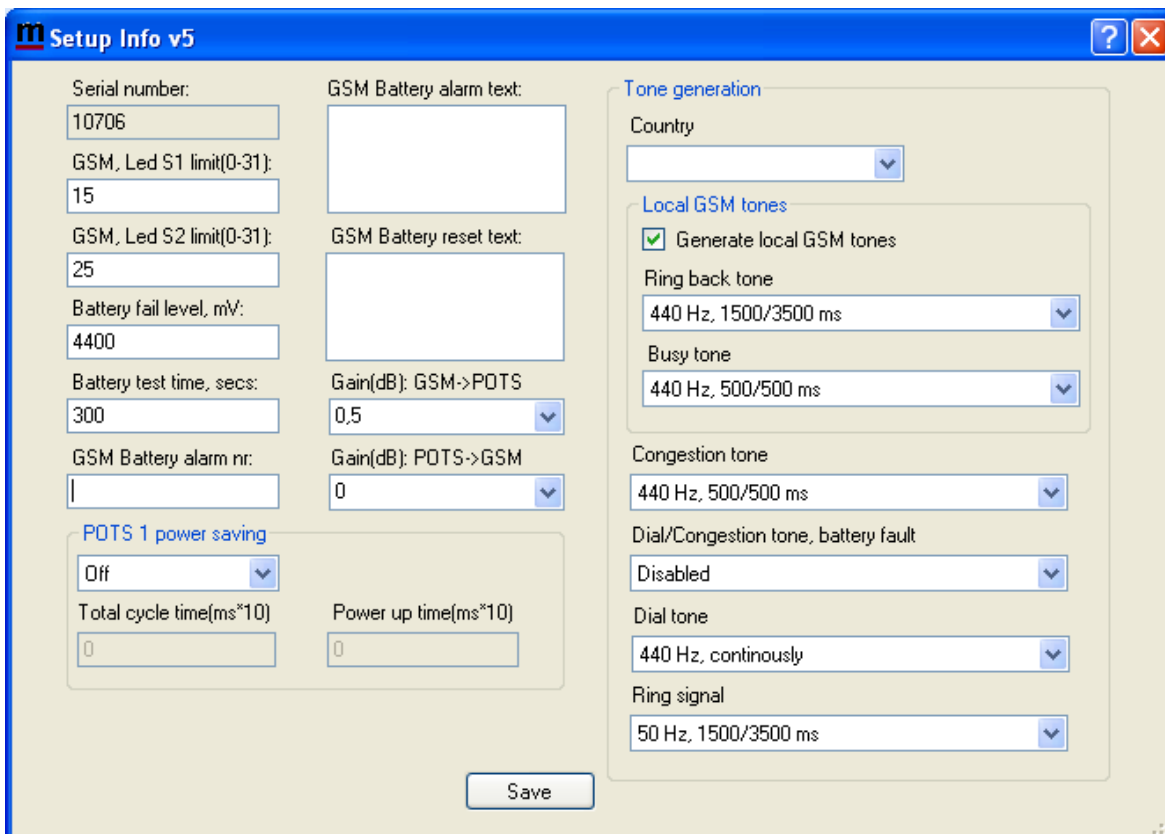 m Setup Info v5
Serial number:
10706
GSM, Led S1 limit(0-31):
15
GSM, Led S2 limit(0-31):
25
Battery fail level, mV:
4400
Battery test time, secs:
300
GSM Battery alarm nr:
GSM Battery alarm text:
GSM Battery reset text:
Gain(dB): GSM->POTS
0,5
Gain(dB): POTS->GSM
0
POTS 1 power saving
Off
Total cycle time(ms*10)
0
Power up time(ms*10)
0
Tone generation
Country
Local GSM tones
Generate local GSM tones
Ring back tone
440 Hz, 1500/3500 ms
Busy tone
440 Hz, 500/500 ms
Congestion tone
440 Hz, 500/500 ms
Dial/Congestion tone, battery fault
Disabled
Dial tone
440 Hz, continously
Ring signal
50 Hz, 1500/3500 ms
Save